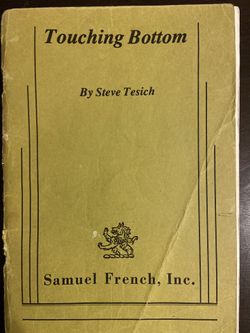 Touching Bottom
By Steve Tesich
Samuel French, Inc.